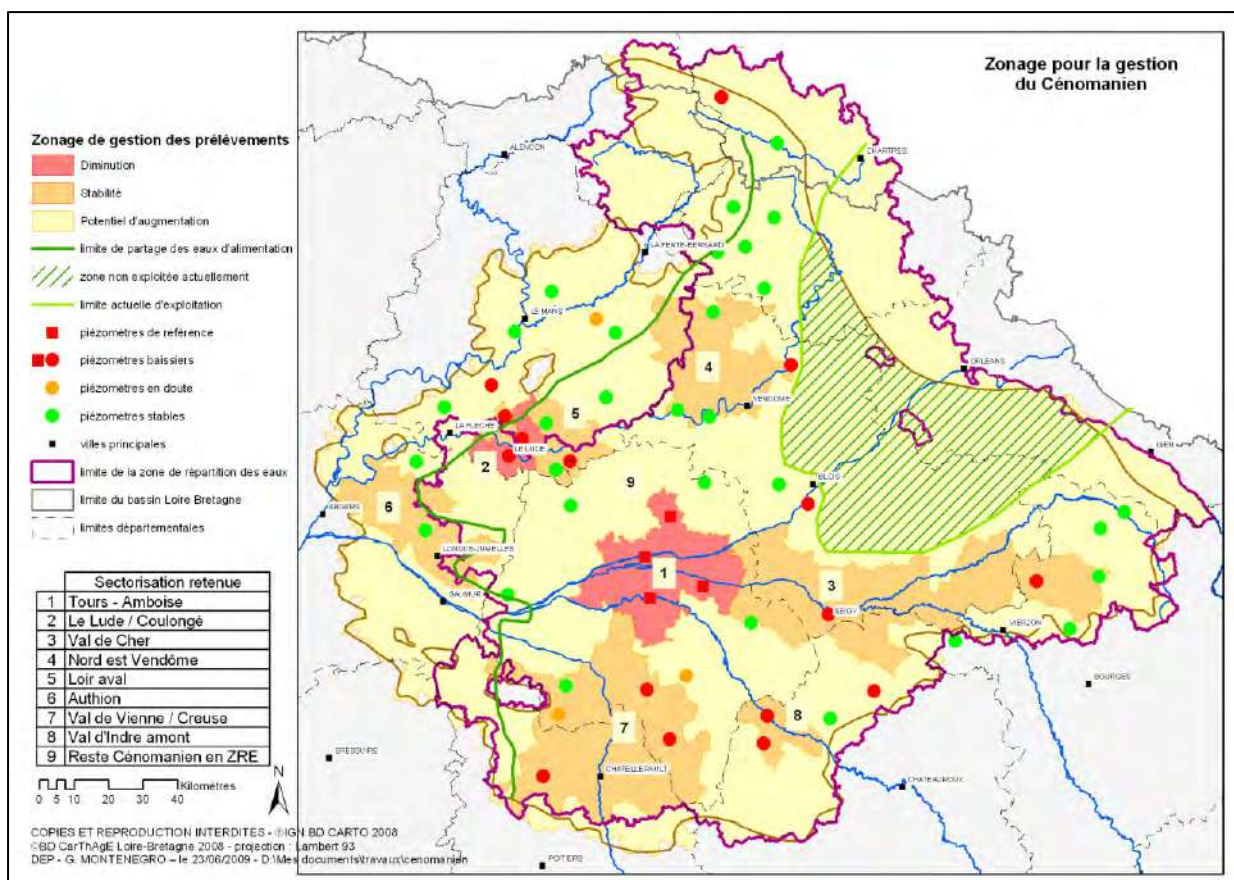 Zonage pour la gestion
du Cénomanien
Zonage de gestion des prélèvements
Diminution
Stabilité
Potentiel d'augmentation
limite de partage des eaux d'alimentation
zone non exploitée actuellement
limite actuelle d'exploitation
piézomètres de référence
piézomètres baissiers
piézomètres en doute
piézomètres stables
villes principales
limite de la zone de répartition des eaux
limite du bassin Loire Bretagne
limites départementales
Sectorisation retenue
1 Tours - Amboise
2 Le Lude / Coulongé
3 Val de Cher
4 Nord est Vendôme
5 Loir aval
6 Authion
7 Val de Vienne / Creuse
8 Val d'Indre amont
9 Reste Cénomanien en ZRE
Kilomètres
0 5 10 20 30 40
N
COPIES ET REPRODUCTION INTERDITES - ©IGN BD CARTO 2008
©BD CarThAgE Loire-Bretagne 2008 - projection : Lambert 93
DEP - G. MONTENEGRO – le 23/06/2009 - D:\Mes documents\travaux\cenomanien
ALENCON
CHARTRES
LA FERTE-BERNARD
LE MANS
4
ORLEANS
VENDOME
5
LA FLECHE
LE LUDE
2
GIEN
9
BLOIS
6
ANGERS
LONGUE-JUMELLES
1
3
SAUMUR
SEIGY
VIERZON
BOURGES
8
7
BRESSUIRE
CHATELLERAULT
CHATEAUROUX
POITIERS